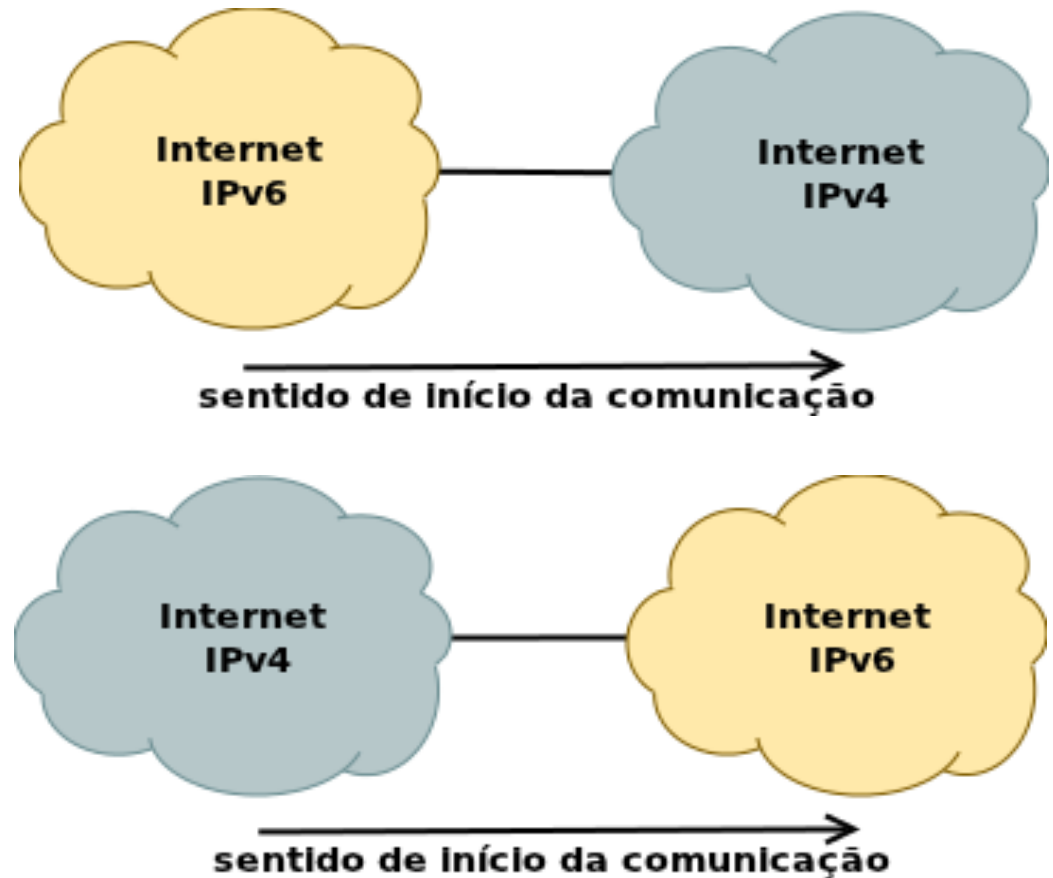 Internet
IPv6
Internet
IPv4
sentido de início da comunicação
Internet
IPv4
Internet
IPv6
sentido de início da comunicação